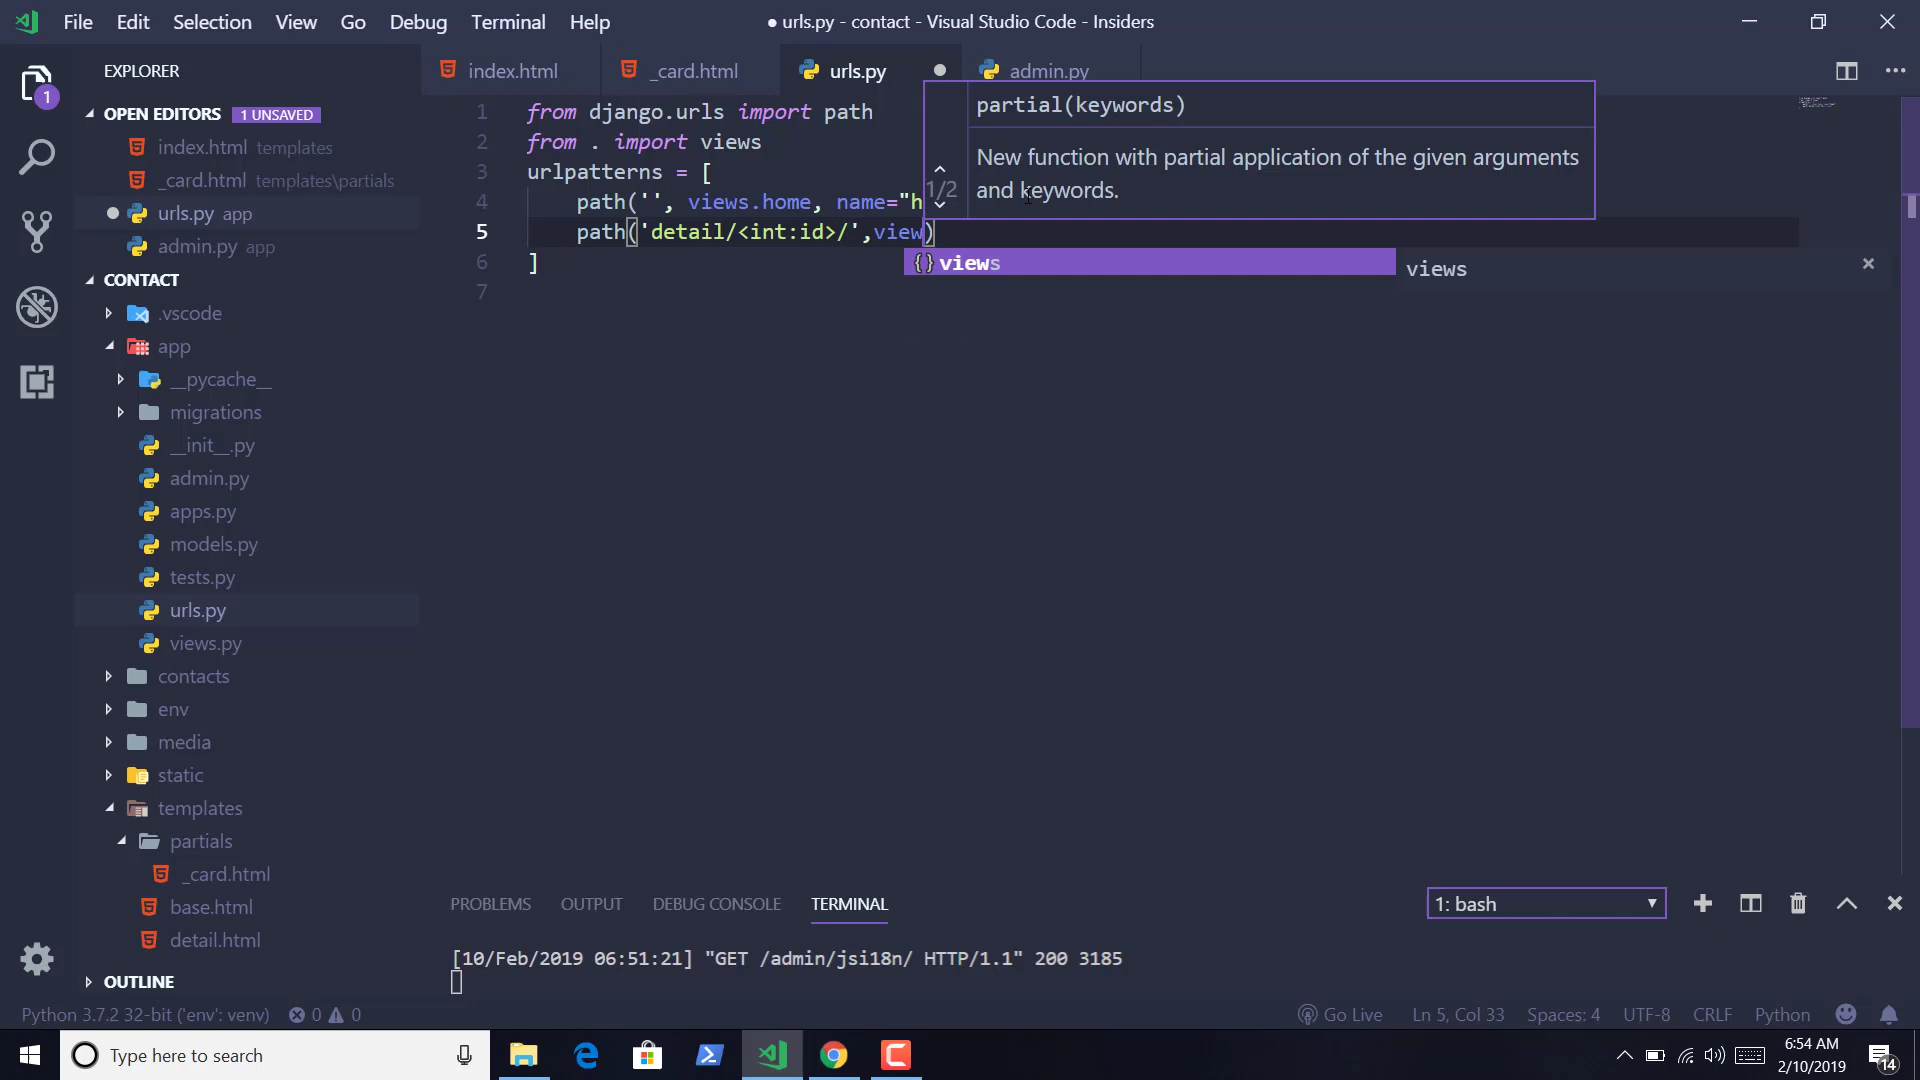 File Edit Selection View Go Debug Terminal Help
● urls.py - contact - Visual Studio Code - Insiders
EXPLORER
1
OPEN EDITORS 1 UNSAVED
index.html templates
_card.html templates\partials
urls.py app
admin.py app
CONTACT
.vscode
app
__pycache__
migrations
__init__.py
admin.py
apps.py
models.py
tests.py
urls.py
views.py
contacts
env
media
static
templates
partials
_card.html
base.html
detail.html
OUTLINE
index.html _card.html urls.py admin.py
1 from django.urls import path
2 from . import views
3 urlpatterns = [
4 path('', views.home, name="h
5 path('detail/<int:id>/',view)
6 ]
7
partial(keywords)
1/2
New function with partial application of the given arguments
and keywords.
{} views
views
PROBLEMS OUTPUT DEBUG CONSOLE TERMINAL
1: bash
[10/Feb/2019 06:51:21] "GET /admin/jsi18n/ HTTP/1.1" 200 3185
Python 3.7.2 32-bit ('env': venv) 0 0
Go Live Ln 5, Col 33 Spaces: 4 UTF-8 CRLF Python
Type here to search
6:54 AM
2/10/2019
14